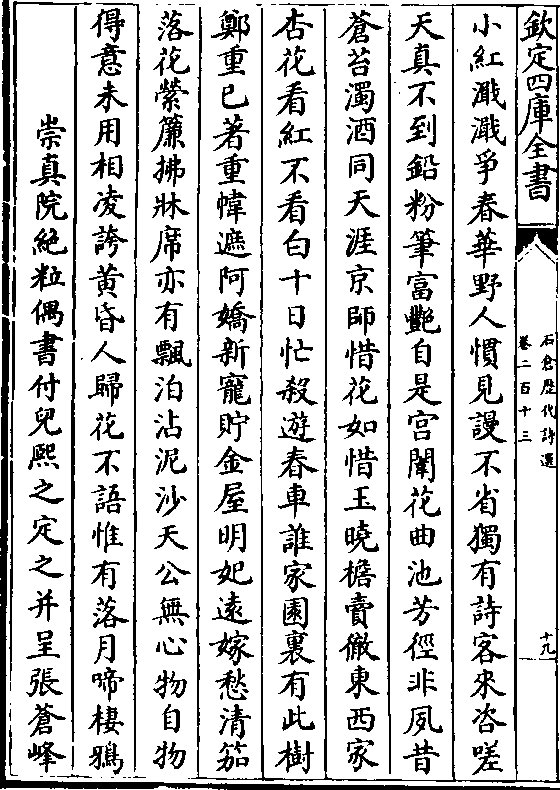 欽定四庫全書
石倉歷代詩選
卷二百十三
十九
小紅濺濺爭春華野人慣見謾不省獨有詩客來咨嗟
天真不到鉛粉筆富艷自是宮闈花曲池芳徑非夙昔
蒼苔濁酒同天涯京師惜花如惜玉曉檐賣徹東西家
杏花看紅不看白十日忙殺遊春車誰家園裏有此樹
鄭重已著重幃遮阿嬌新寵貯金屋明妃遠嫁愁清笳
落花縈簾拂牀席亦有飄泊沾泥沙天公無心物自物
得意未用相凌誇黃昏人歸花不語惟有落月啼棲鴉
崇真院絶粒偶書付兒熙之定之并呈張蒼峰